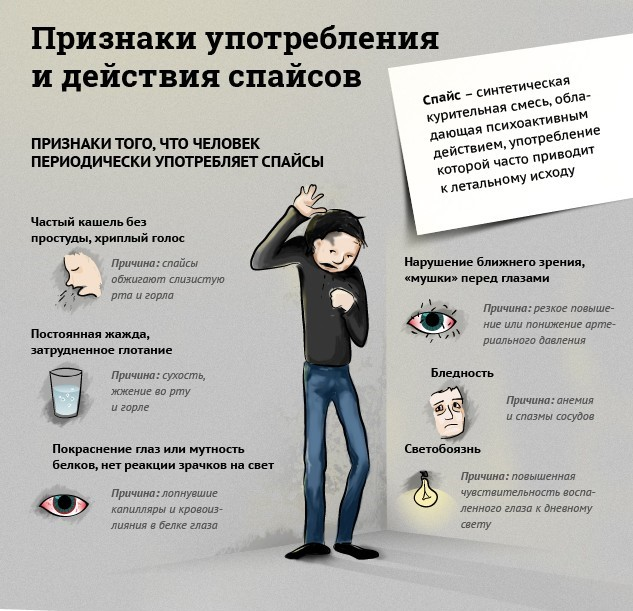 Признаки употребления
и действия спайсов
Спайс – синтетическая
курительная смесь, обла-
дающая психоактивным
действием, употребление
которой часто приводит
к летальному исходу
ПРИЗНАКИ ТОГО, ЧТО ЧЕЛОВЕК
ПЕРИОДИЧЕСКИ УПОТРЕБЛЯЕТ СПАЙСЫ
Частый кашель без
простуды, хриплый голос
Причина: спайсы
обжигают слизистую
рта и горла
Постоянная жажда,
затрудненное глотание
Причина: сухость,
жжение во рту
и горле
Покраснение глаз или мутность
белков, нет реакции зрачков на свет
Причина: лопнувшие
капилляры и кровоиз-
лияния в белке глаза
Нарушение ближнего зрения,
«мушки» перед глазами
Причина: резкое повыше-
ние или понижение арте-
риального давления
Бледность
Причина: анемия
и спазмы сосудов
Светобоязнь
Причина: повышенная
чувствительность воспа-
ленного глаза к дневному
свету